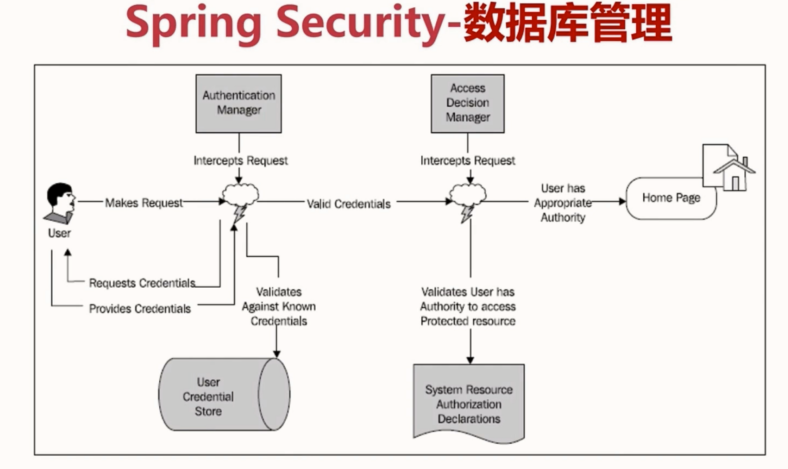 Spring Security-数据库管理
Authentication
Manager
Access
Decision
Manager
Intercepts Request
Intercepts Request
User
Makes Request
Valid Credentials
User has
Appropriate
Authority
Home Page
Requests Credentials
Provides Credentials
Validates
Against Known
Credentials
Validates User has
Authority to access
Protected resource
User
Credential
Store
System Resource
Authorization
Declarations